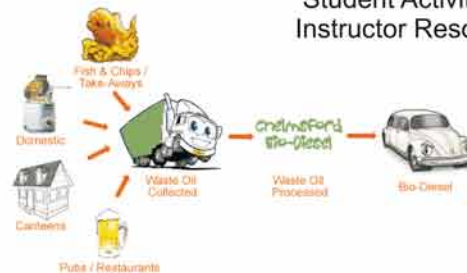 Student Activit
Instructor Reso
Fish & Chips /
Take-Aways
Domestic
Canteens
Pubs / Restaurants
Waste Oil
Collected
Chelmsford
Bio-Diesel
Waste Oil
Processed
Bio-Diesel